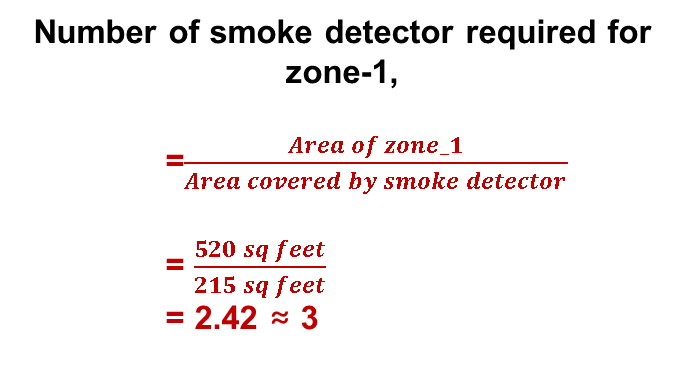 Number of smoke detector required for
zone-1,
= Area of zone_1
Area covered by smoke detector
= 520 sq feet
215 sq feet
= 2.42 ≈ 3